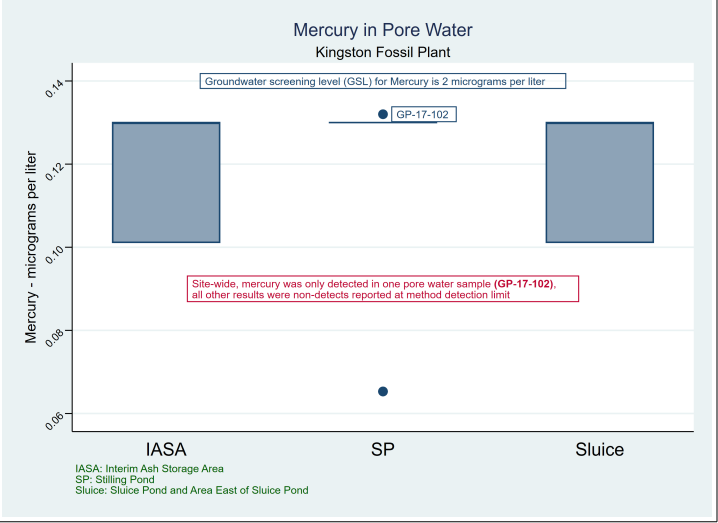 Mercury in Pore Water
Kingston Fossil Plant
Groundwater screening level (GSL) for Mercury is 2 micrograms per liter
GP-17-102
Site-wide, mercury was only detected in one pore water sample (GP-17-102),
all other results were non-detects reported at method detection limit
Mercury - micrograms per liter
0.14
0.12
0.10
0.08
0.06
IASA SP Sluice
IASA: Interim Ash Storage Area
SP: Stilling Pond
Sluice: Sluice Pond and Area East of Sluice Pond